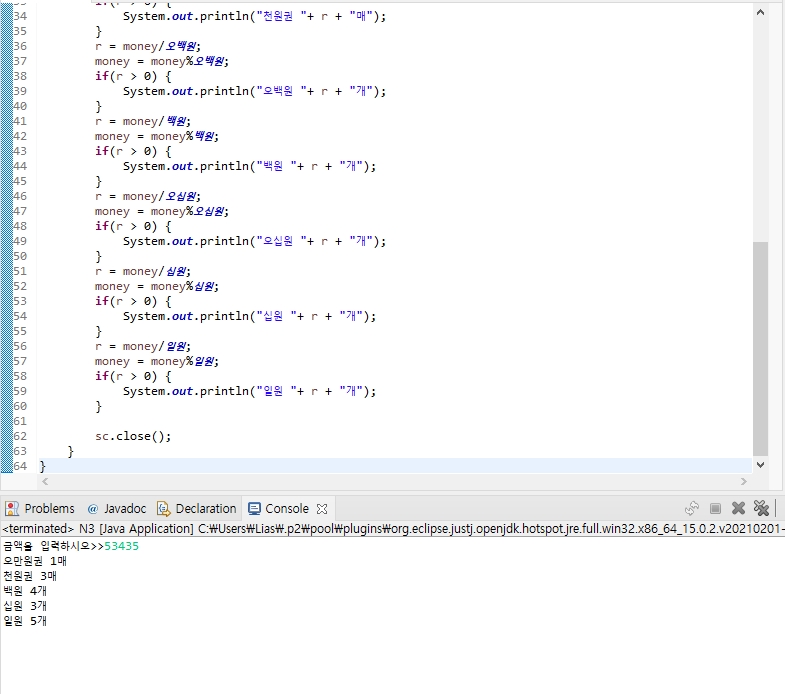 33 if(r > 0) {
34 System.out.println("천원권 "+ r + "매");
35 }
36 r = money/오백원;
37 money = money%오백원;
38 if(r > 0) {
39 System.out.println("오백원 "+ r + "개");
40 }
41 r = money/백원;
42 money = money%백원;
43 if(r > 0) {
44 System.out.println("백원 "+ r + "개");
45 }
46 r = money/오십원;
47 money = money%오십원;
48 if(r > 0) {
49 System.out.println("오십원 "+ r + "개");
50 }
51 r = money/십원;
52 money = money%십원;
53 if(r > 0) {
54 System.out.println("십원 "+ r + "개");
55 }
56 r = money/일원;
57 money = money%일원;
58 if(r > 0) {
59 System.out.println("일원 "+ r + "개");
60 }
61
62 sc.close();
63 }
64 }
Problems @ Javadoc Declaration Console
<terminated> N3 [Java Application] C:₩Users₩Lias₩.p2₩pool₩plugins₩org.eclipse.justj.openjdk.hotspot.jre.full.win32.x86_64_15.0.2.v20210201-
금액을 입력하시오>>53435
오만원권 1매
천원권 3매
백원 4개
십원 3개
일원 5개